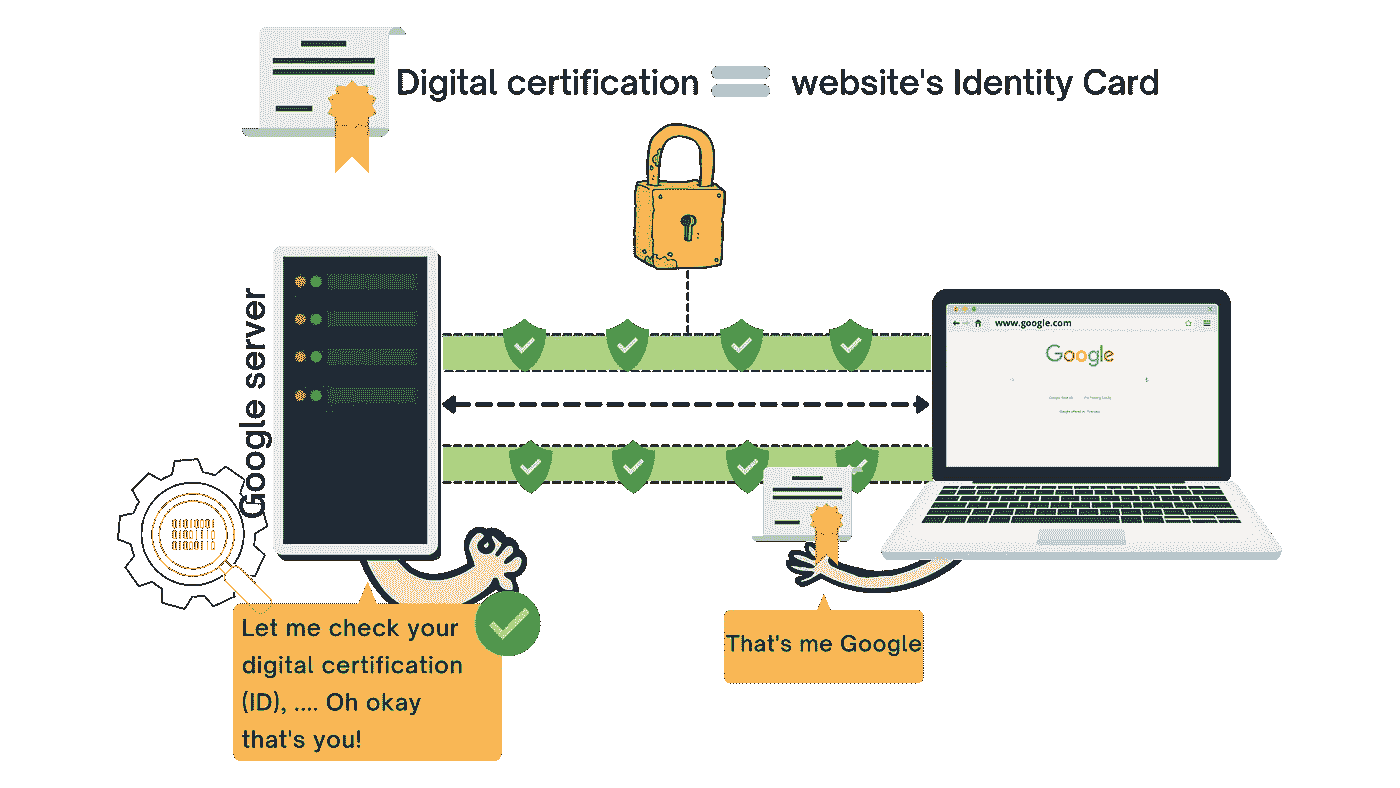 Digital certification = website's Identity Card
Google server
www.google.com
Google
Let me check your
digital certification
(ID), .... Oh okay
that's you!
That's me Google